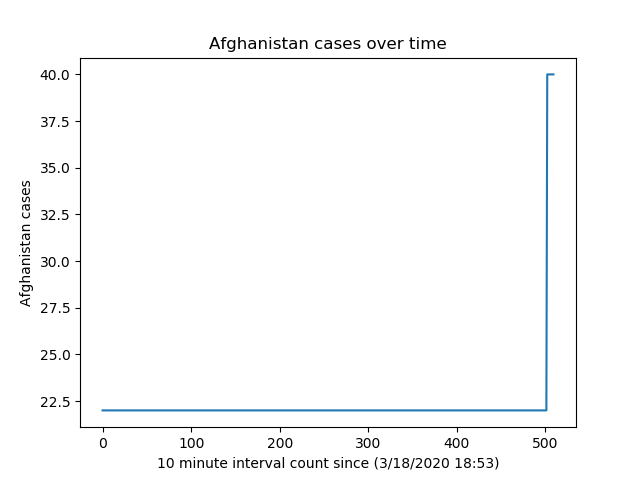 Afghanistan cases over time
40.0
37.5
35.0
32.5
30.0
27.5
25.0
22.5
Afghanistan cases
0 100 200 300 400 500
10 minute interval count since (3/18/2020 18:53)